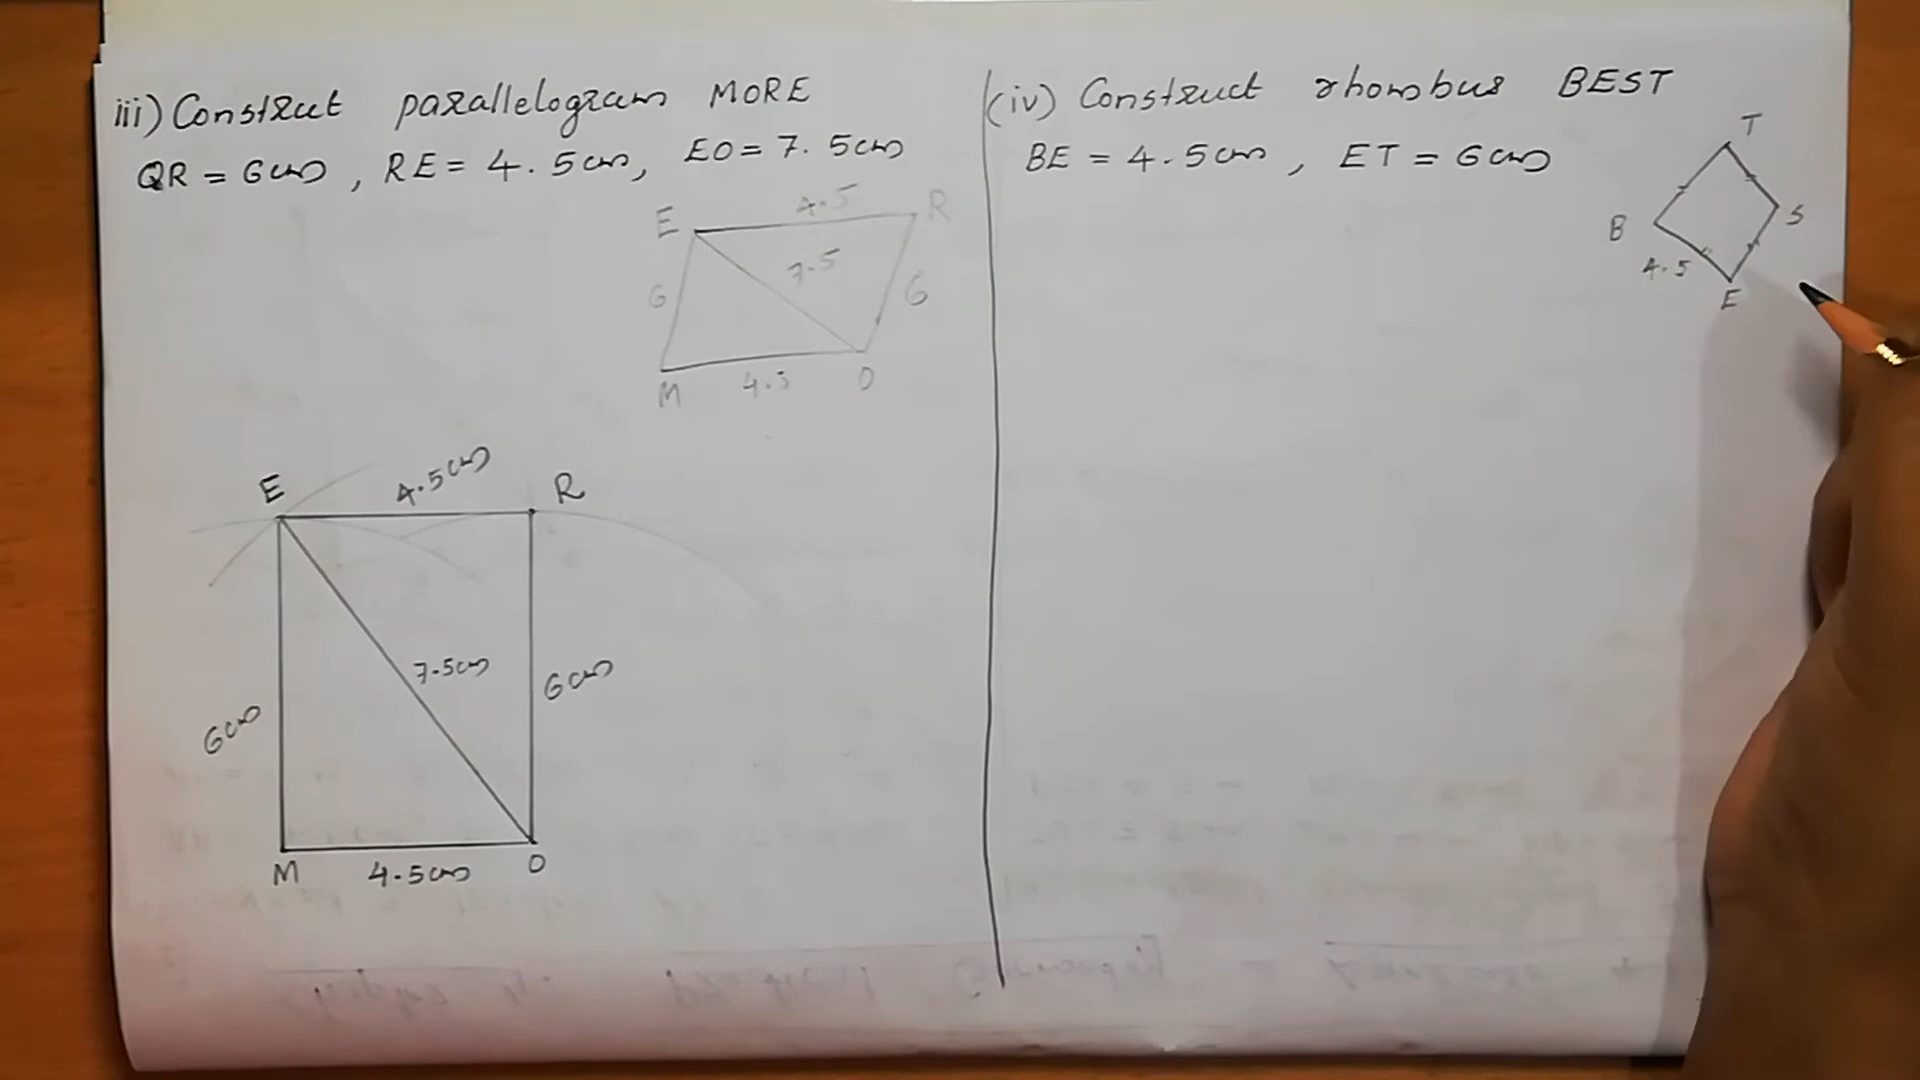 iii) Construct parallelogram MORE
QR = 6cm, RE = 4.5cm, EO = 7.5cm
E 4.5 R
7.5
6 6
M 4.5 O
E 4.5cm R
7.5cm
6cm 6cm
M 4.5cm O
(iv) Construct rhombus BEST
BE = 4.5cm, ET = 6cm
T
B S
4.5
E